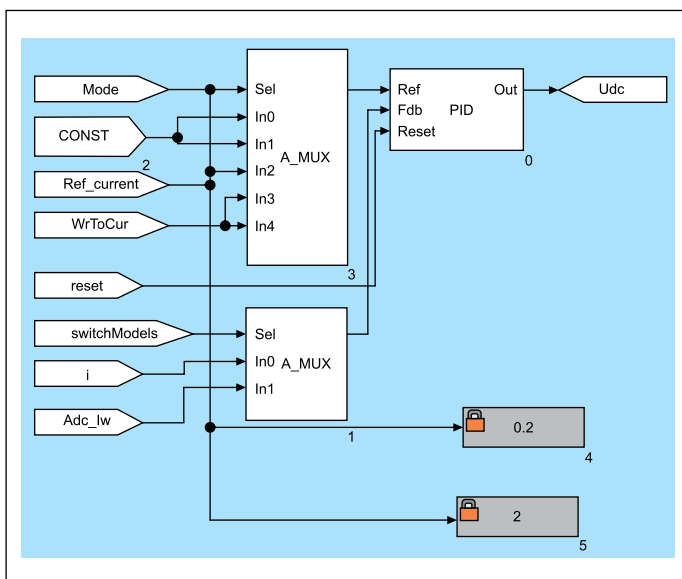 Mode
CONST
2
Ref_current
WrToCur
reset
switchModels
i
Adc_Iw
Sel
In0
In1
In2
In3
In4
A_MUX
3
Sel
In0
In1
A_MUX
1
Ref
Fdb
Reset
PID
Out
0
Udc
0.2
4
2
5